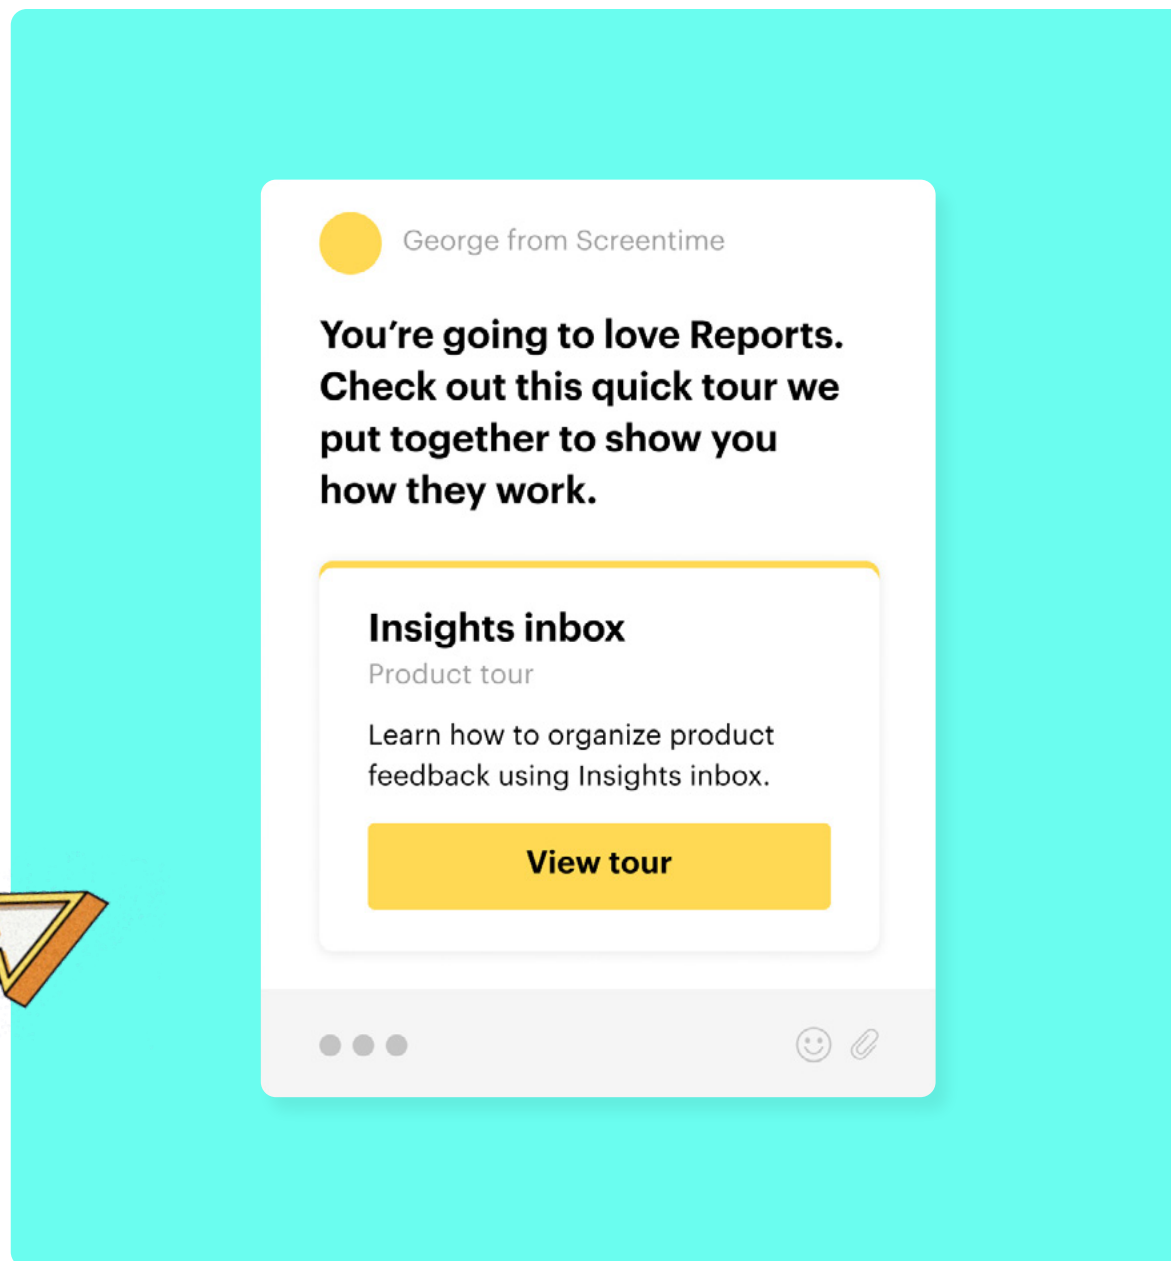 George from Screentime
You’re going to love Reports.
Check out this quick tour we
put together to show you
how they work.
Insights inbox
Product tour
Learn how to organize product
feedback using Insights inbox.
View tour